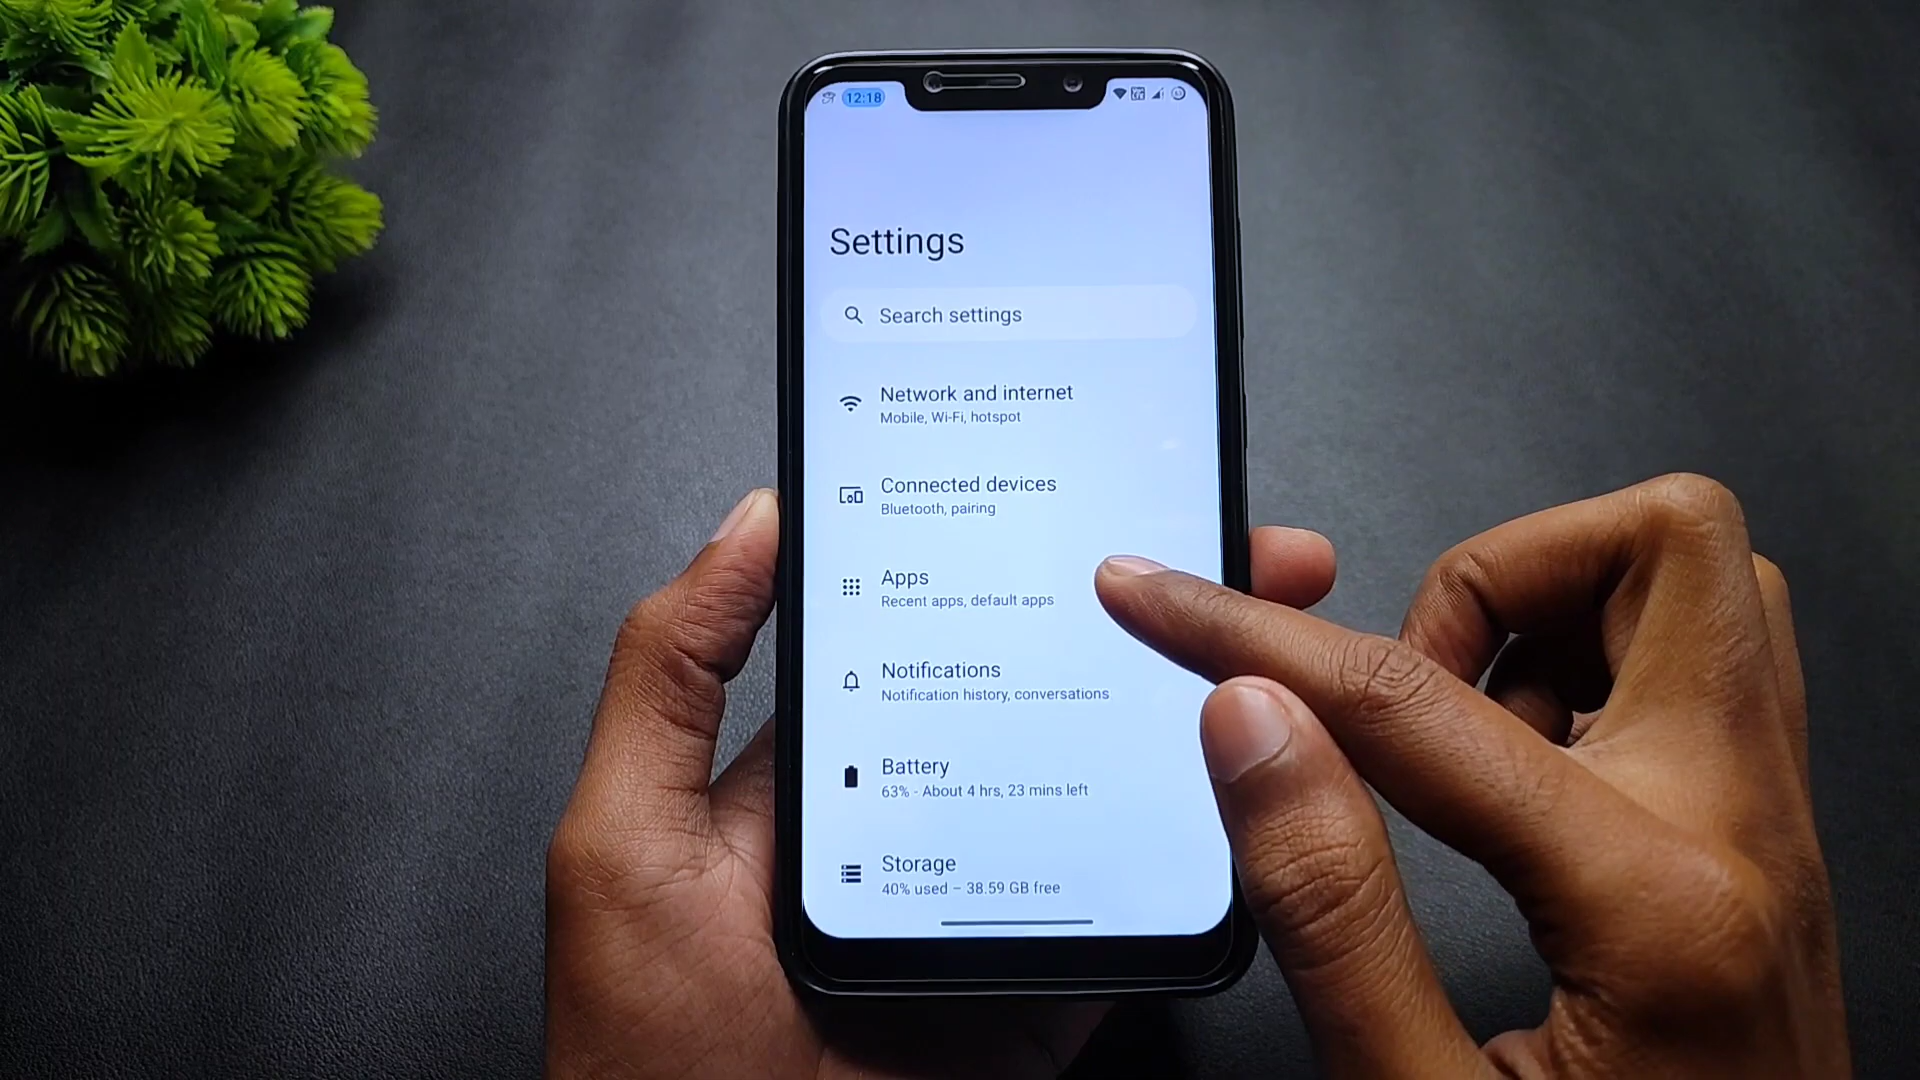 12:18
Settings
Search settings
Network and internet
Mobile, Wi-Fi, hotspot
Connected devices
Bluetooth, pairing
Apps
Recent apps, default apps
Notifications
Notification history, conversations
Battery
63% - About 4 hrs, 23 mins left
Storage
40% used – 38.59 GB free